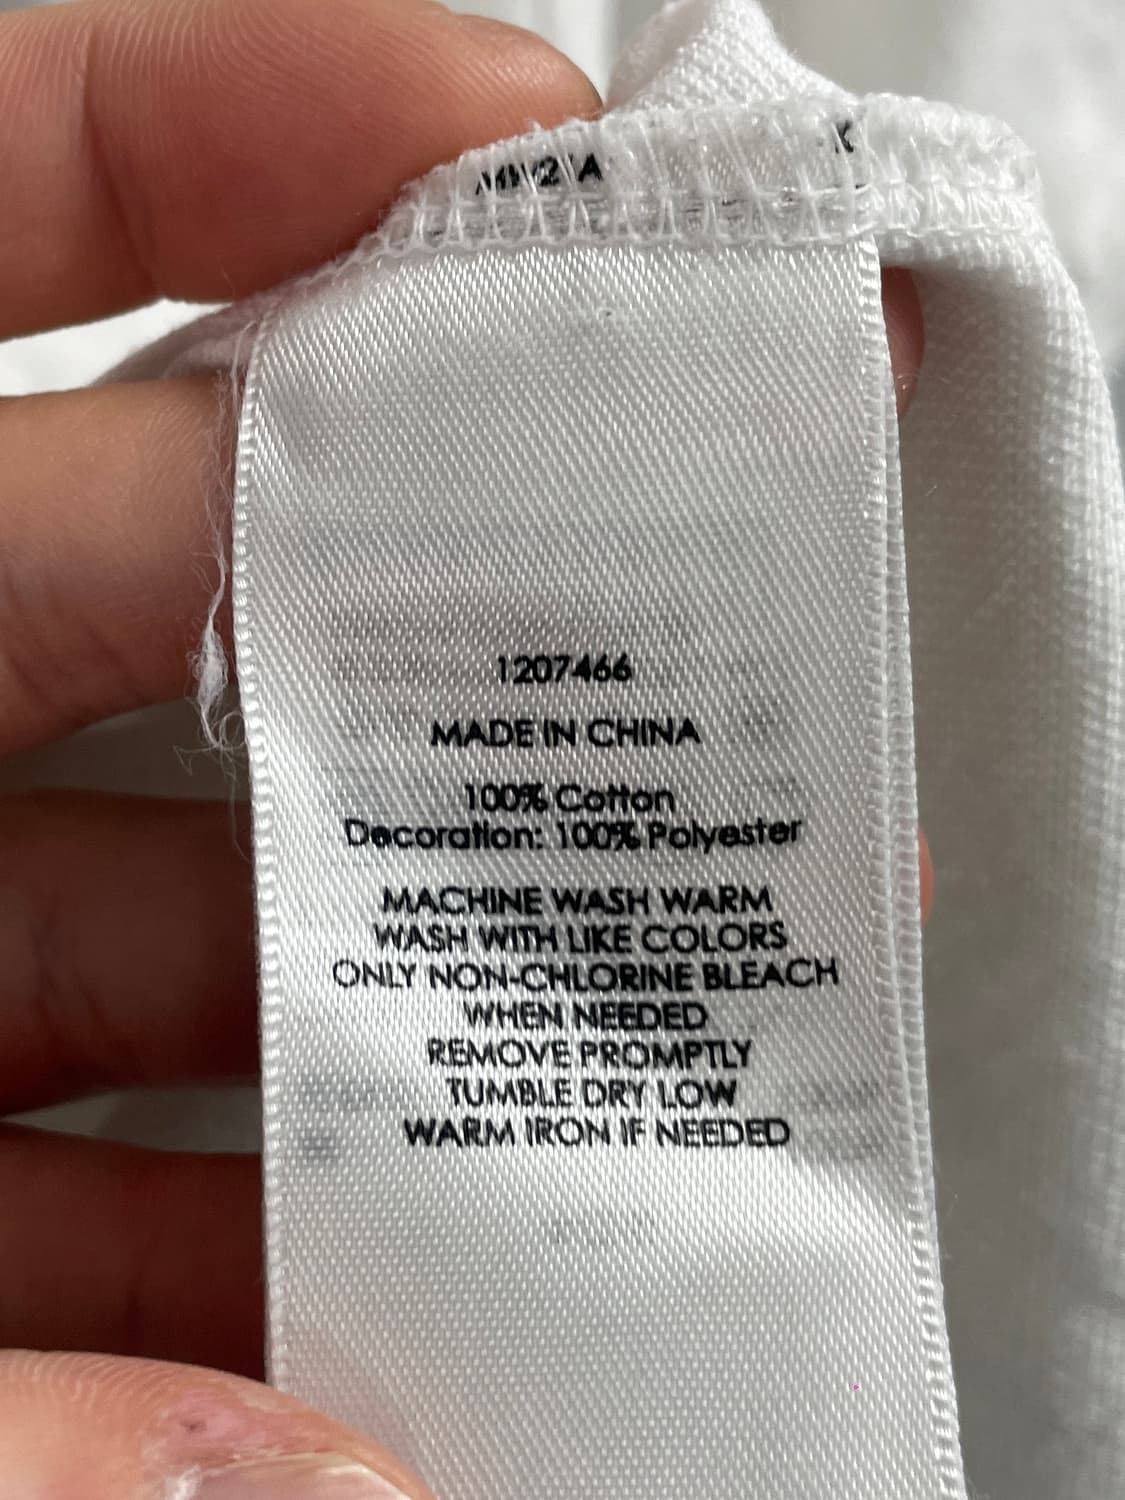 1207466
MADE IN CHINA
100% Cotton
Decoration: 100% Polyester
MACHINE WASH WARM
WASH WITH LIKE COLORS
ONLY NON-CHLORINE BLEACH
WHEN NEEDED
REMOVE PROMPTLY
TUMBLE DRY LOW
WARM IRON IF NEEDED